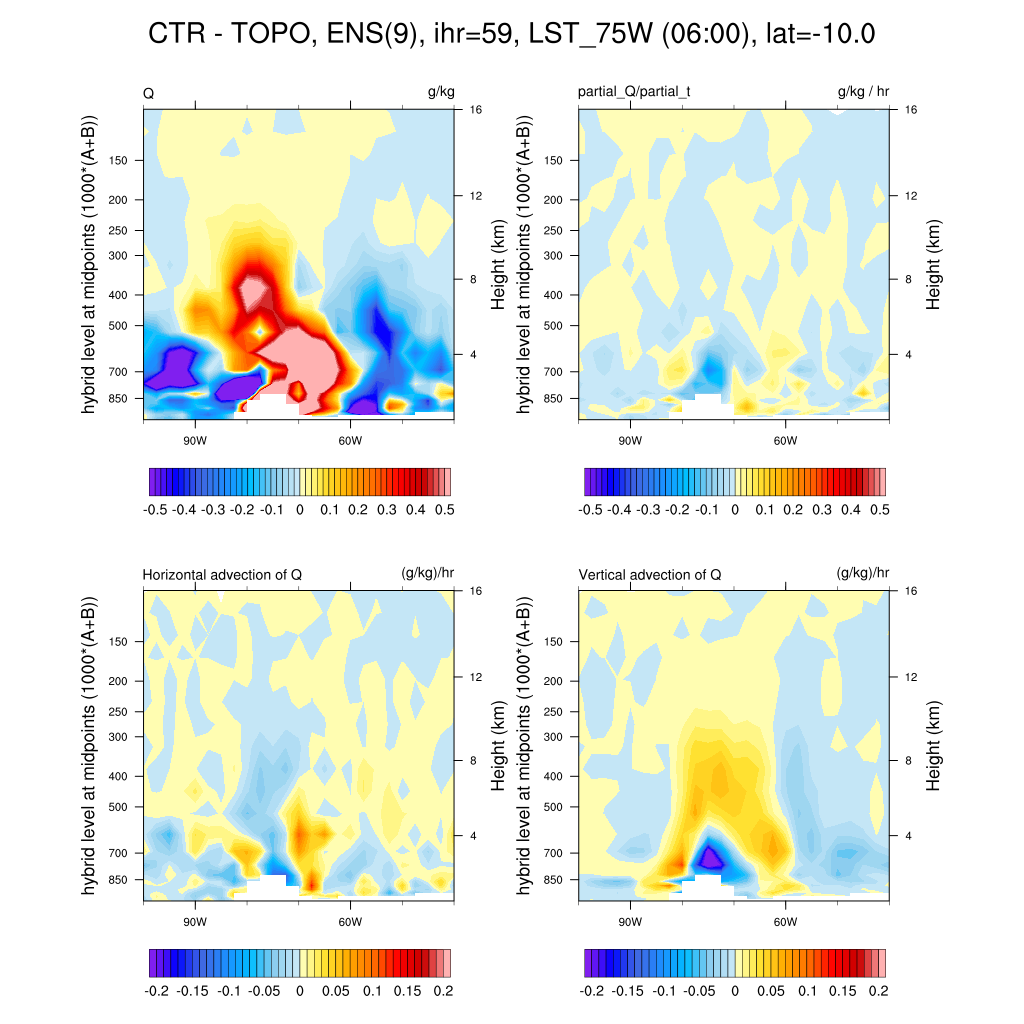 CTR - TOPO, ENS(9), ihr=59, LST_75W (06:00), lat=-10.0
Q g/kg
hybrid level at midpoints (1000*(A+B))
150
200
250
300
400
500
700
850
16
12
8
4
Height (km)
90W 60W
-0.5 -0.4 -0.3 -0.2 -0.1 0 0.1 0.2 0.3 0.4 0.5
partial_Q/partial_t g/kg / hr
hybrid level at midpoints (1000*(A+B))
150
200
250
300
400
500
700
850
16
12
8
4
Height (km)
90W 60W
-0.5 -0.4 -0.3 -0.2 -0.1 0 0.1 0.2 0.3 0.4 0.5
Horizontal advection of Q (g/kg)/hr
hybrid level at midpoints (1000*(A+B))
150
200
250
300
400
500
700
850
16
12
8
4
Height (km)
90W 60W
-0.2 -0.15 -0.1 -0.05 0 0.05 0.1 0.15 0.2
Vertical advection of Q (g/kg)/hr
hybrid level at midpoints (1000*(A+B))
150
200
250
300
400
500
700
850
16
12
8
4
Height (km)
90W 60W
-0.2 -0.15 -0.1 -0.05 0 0.05 0.1 0.15 0.2